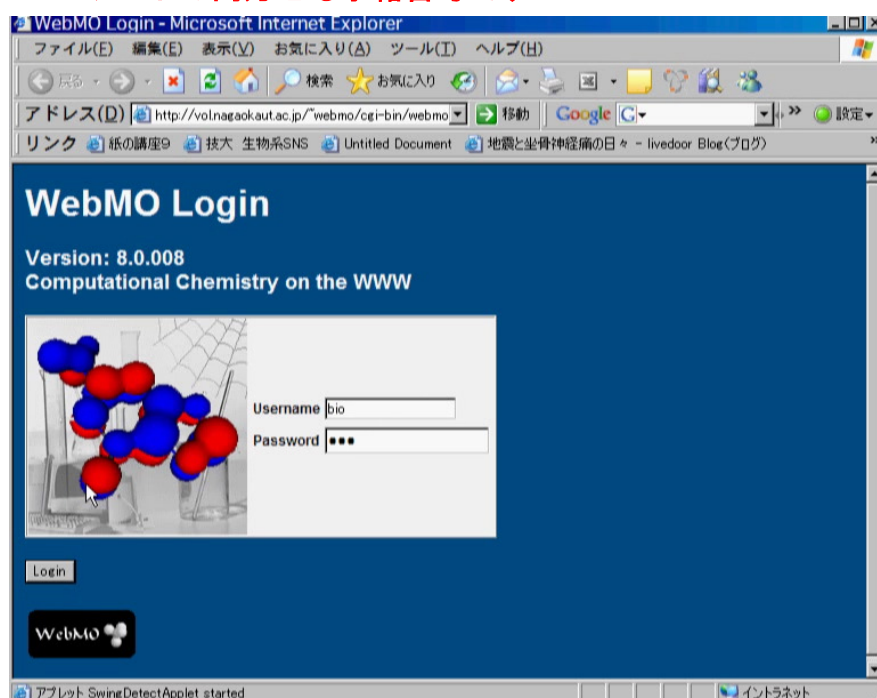 WebMO Login - Microsoft Internet Explorer
ファイル(F) 編集(E) 表示(V) お気に入り(A) ツール(T) ヘルプ(H)
戻る 検索 お気に入り
アドレス(D) http://vol.nagaokaut.ac.jp/~webmo/cgi-bin/webmo 移動 Google G 設定
リンク 紙の講座9 技大 生物系SNS Untitled Document 地震と坐骨神経痛の日々 - livedoor Blog(ブログ)
WebMO Login
Version: 8.0.008
Computational Chemistry on the WWW
Username bio
Password •••
Login
WebMO
アプレット SwingDetectApplet started イントラネット